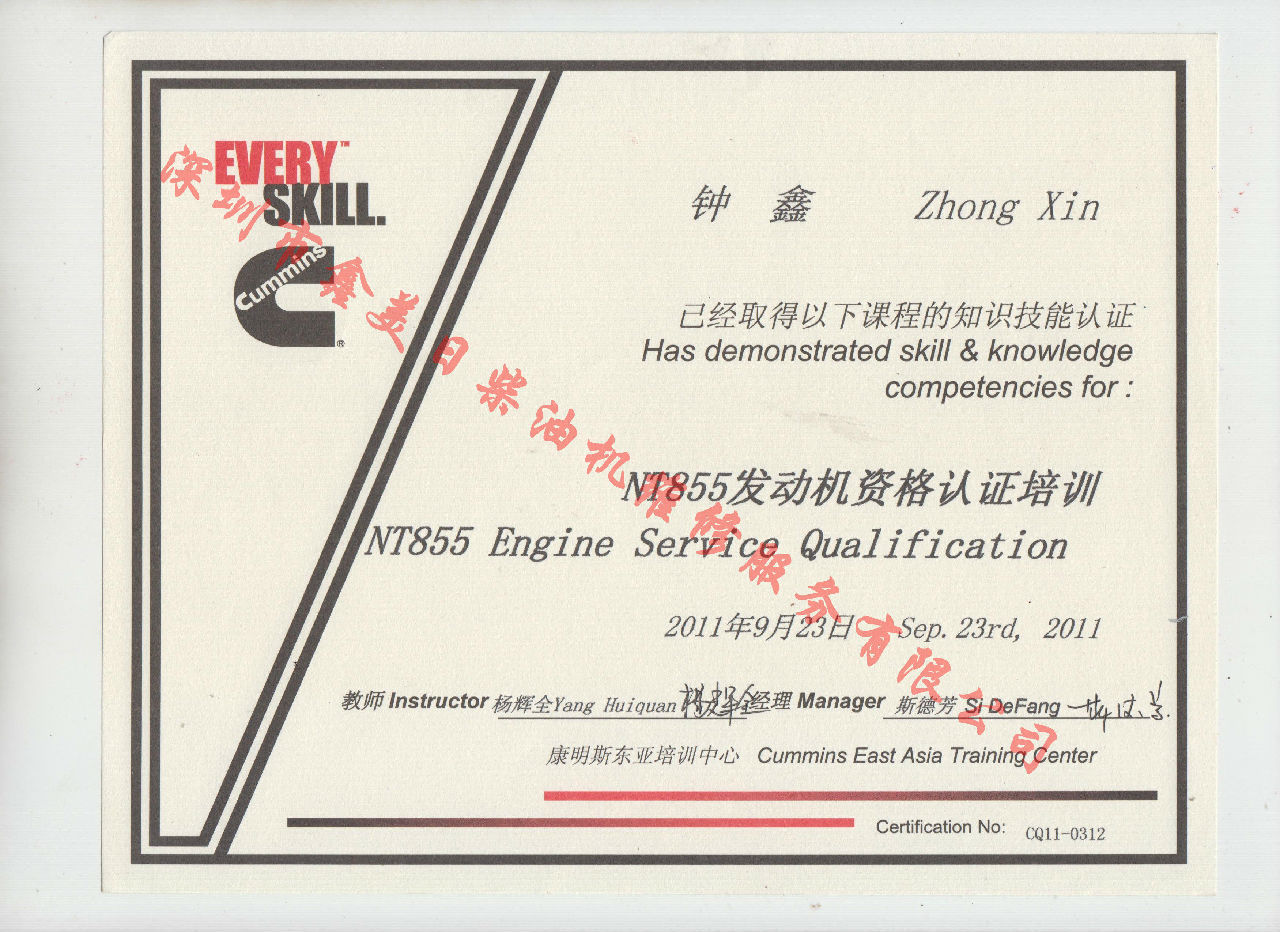 EVERY™
SKILL.
Cummins
®
钟 鑫 Zhong Xin
已经取得以下课程的知识技能认证
Has demonstrated skill & knowledge
competencies for :
NT855发动机资格认证培训
NT855 Engine Service Qualification
2011年9月23日 Sep. 23rd, 2011
教师 Instructor 杨辉全Yang Huiquan 经理 Manager 斯德芳 Si DeFang
康明斯东亚培训中心 Cummins East Asia Training Center
Certification No: CQ11-0312
深圳市鑫美日柴油机维修服务有限公司